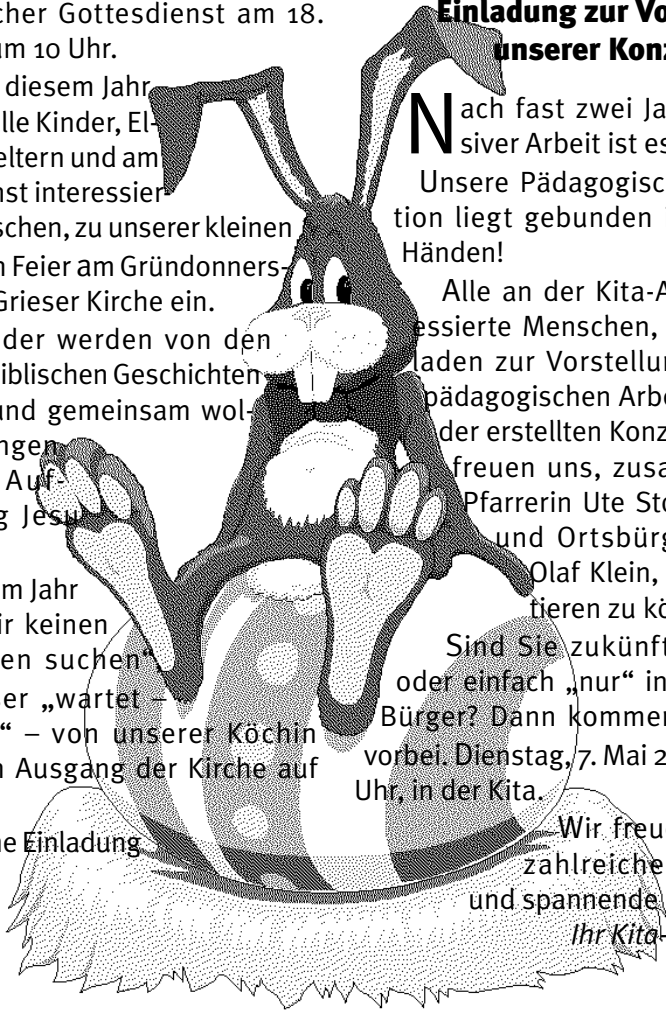 cher Gottesdienst am 18.
um 10 Uhr.
diesem Jahr
lle Kinder, El-
eltern und am
nst interessier-
schen, zu unserer kleinen
n Feier am Gründonners-
Grieser Kirche ein.
der werden von den
iblischen Geschichten
und gemeinsam wol-
ngen
Auf-
g Jesu
m Jahr
ir keinen
en suchen“,
ser „wartet –
“ – von unserer Köchin
n Ausgang der Kirche auf
he Einladung
Einladung zur Vo
unserer Konz
Nach fast zwei Ja
siver Arbeit ist es
Unsere Pädagogisc
tion liegt gebunden i
Händen!
Alle an der Kita-A
essierte Menschen,
laden zur Vorstellu
pädagogischen Arbe
der erstellten Konz
freuen uns, zusa
Pfarrerin Ute Sto
und Ortsbürg
Olaf Klein,
tieren zu kö
Sind Sie zukünft
oder einfach „nur“ in
Bürger? Dann kommen
vorbei. Dienstag, 7. Mai 2
Uhr, in der Kita.
Wir freu
zahlreiche
und spannende
Ihr Kita-